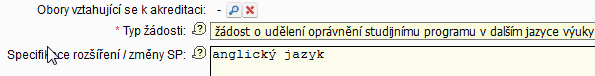 Obory vztahující se k akreditaci: -
* Typ žádosti: žádost o udělení oprávnění studijnímu programu v dalším jazyce výuky
Specifikace rozšíření / změny SP: anglický jazyk